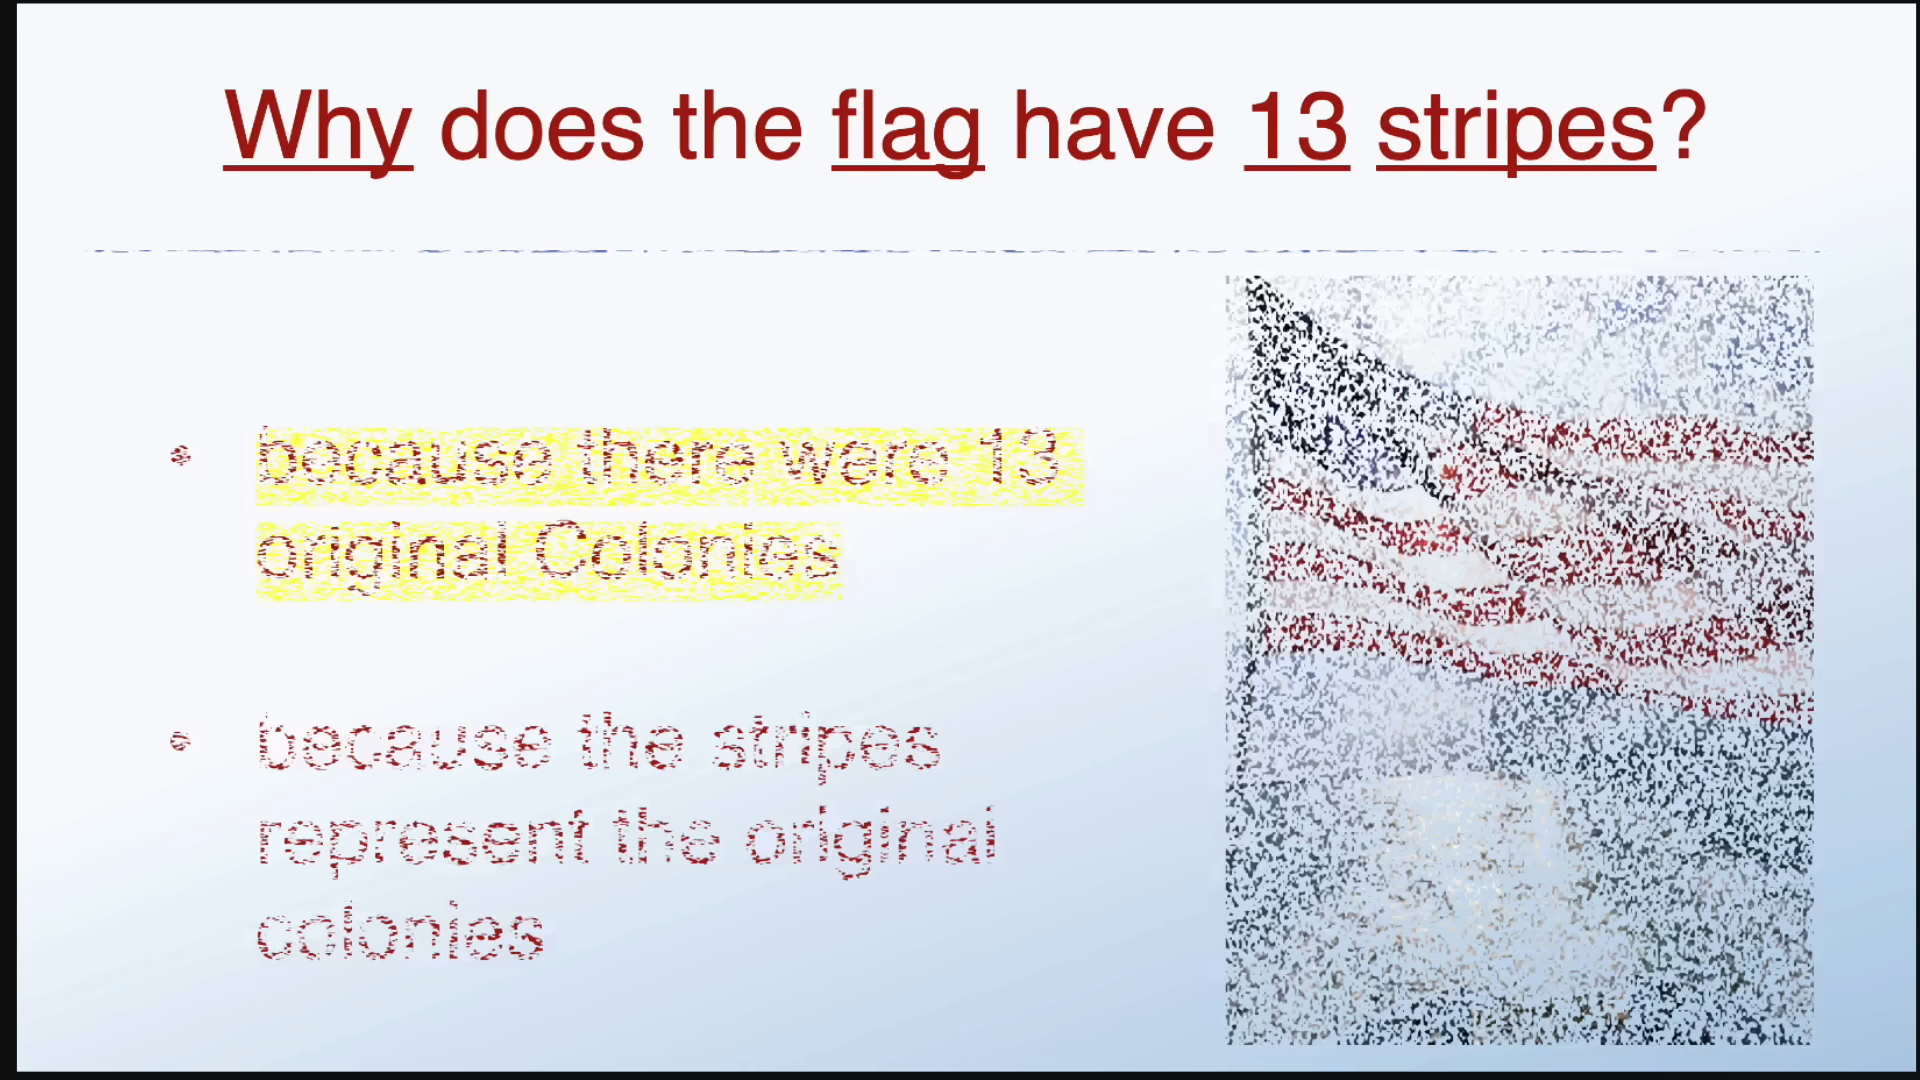 Why does the flag have 13 stripes?
• because there were 13
original Colonies
• because the stripes
represent the original
colonies